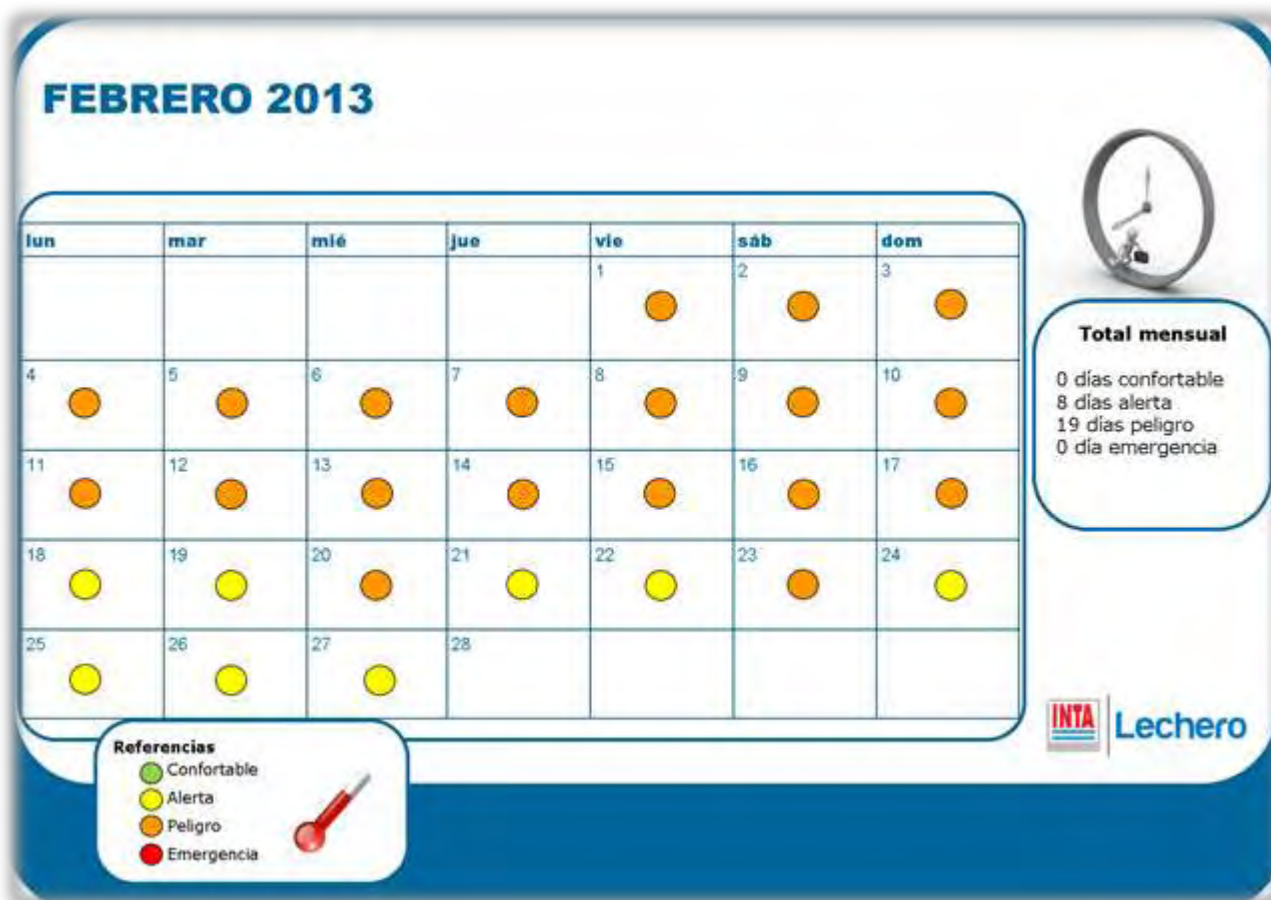 FEBRERO 2013
lun mar mié jue vie sáb dom
1 2 3
4 5 6 7 8 9 10
11 12 13 14 15 16 17
18 19 20 21 22 23 24
25 26 27 28
Total mensual
0 días confortable
8 días alerta
19 días peligro
0 día emergencia
INTA Lechero
Referencias
Confortable
Alerta
Peligro
Emergencia